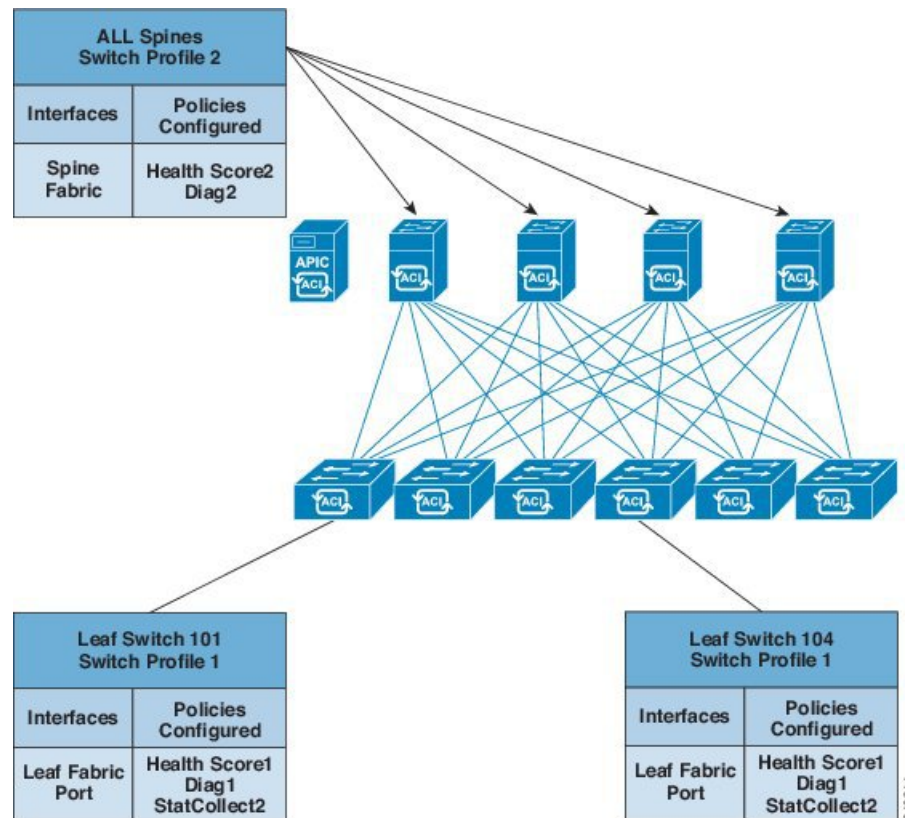 ALL Spines
Switch Profile 2
Interfaces
Policies
Configured
Spine
Fabric
Health Score2
Diag2
APIC
ACI
ACI
ACI
ACI
ACI
ACI
ACI
ACI
ACI
ACI
ACI
Leaf Switch 101
Switch Profile 1
Interfaces
Policies
Configured
Leaf Fabric
Port
Health Score1
Diag1
StatCollect2
Leaf Switch 104
Switch Profile 1
Interfaces
Policies
Configured
Leaf Fabric
Port
Health Score1
Diag1
StatCollect2